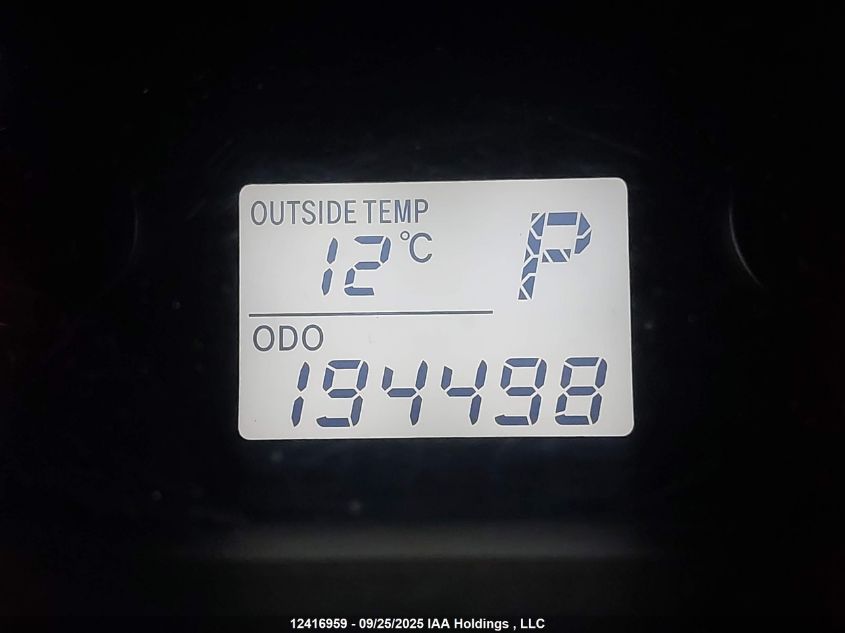 OUTSIDE TEMP
12°C P
ODO
194498
12416959 - 09/25/2025 IAA Holdings , LLC